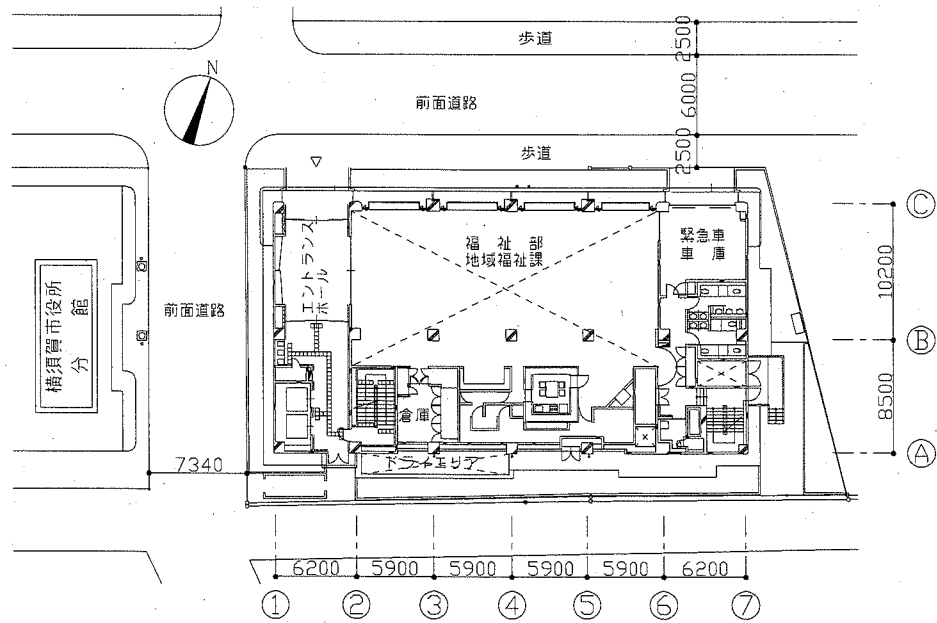 歩道
2500
N
前面道路
6000
歩道
2500
福祉部
地域福祉課
緊急車
車庫
C
エントランス
ホール
10200
横須賀市役所
分館
前面道路
B
倉庫
8500
ドライエリア
A
7340
6200
5900
5900
5900
5900
6200
1
2
3
4
5
6
7